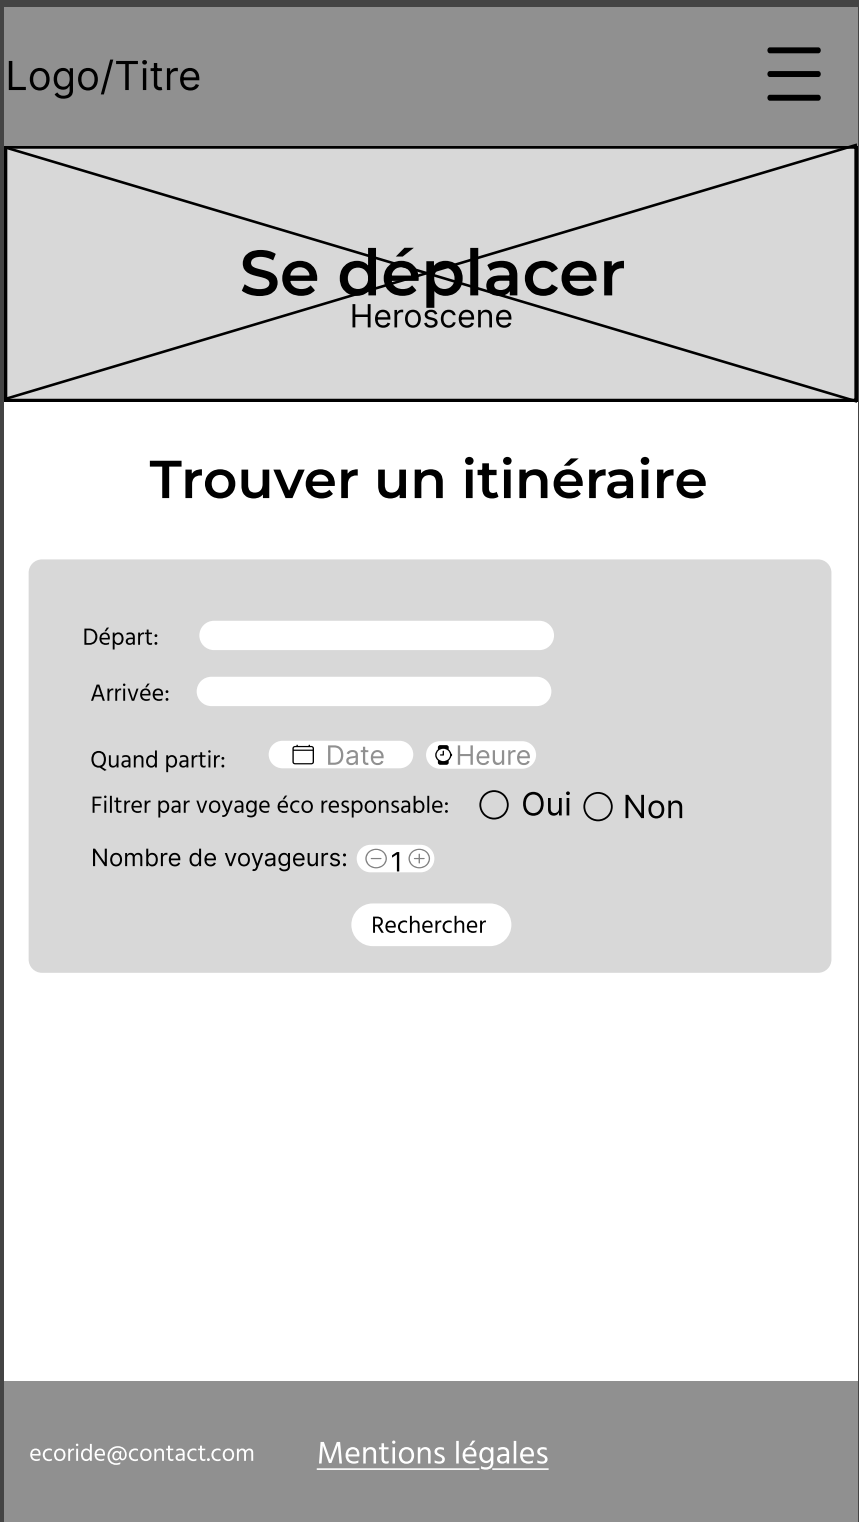 Logo/Titre
Se déplacer
Heroscene
Trouver un itinéraire
Départ:
Arrivée:
Quand partir: Date Heure
Filtrer par voyage éco responsable: Oui Non
Nombre de voyageurs: 1
Rechercher
ecoride@contact.com Mentions légales